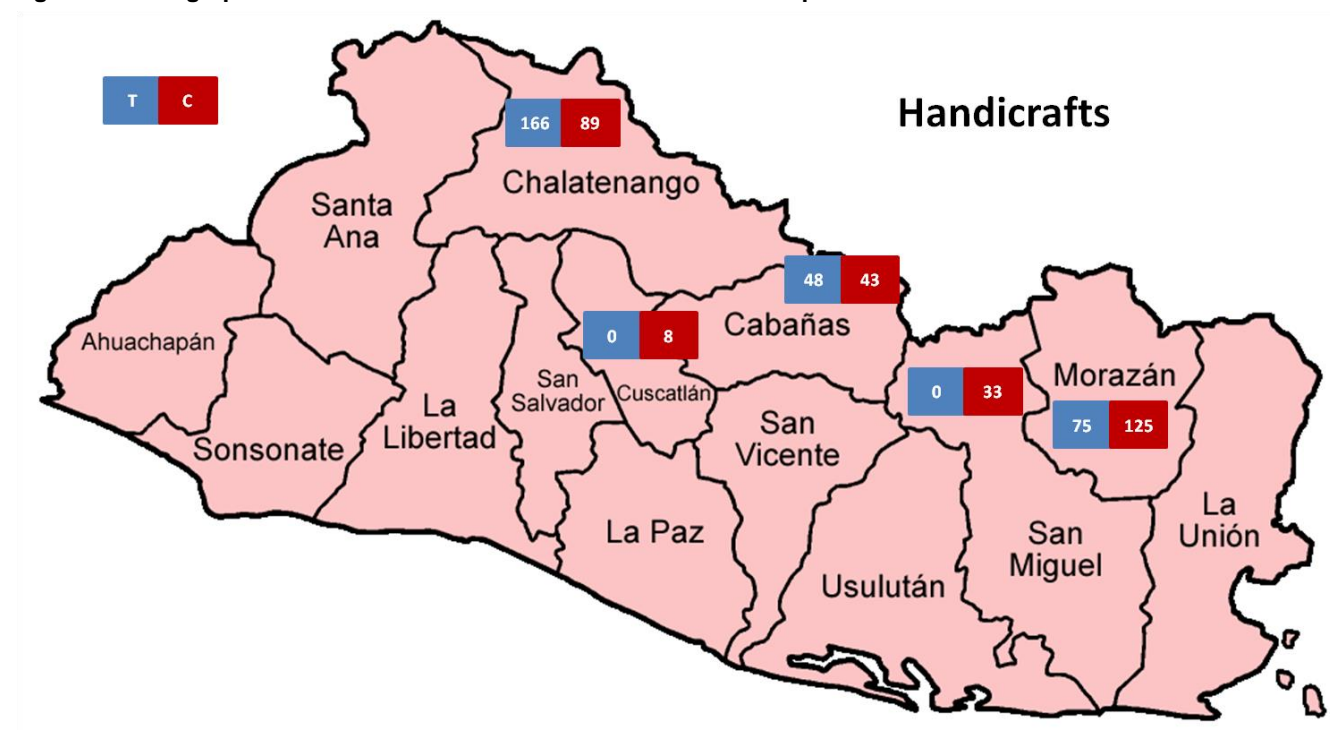 T C
Handicrafts
166 89
Chalatenango
Santa
Ana
48 43
Cabañas
0 8
Ahuachapán
San
Salvador
Cuscatlán
La
Libertad
0 33
Morazán
75 125
Sonsonate
San
Vicente
La Paz
Usulután
San
Miguel
La
Unión